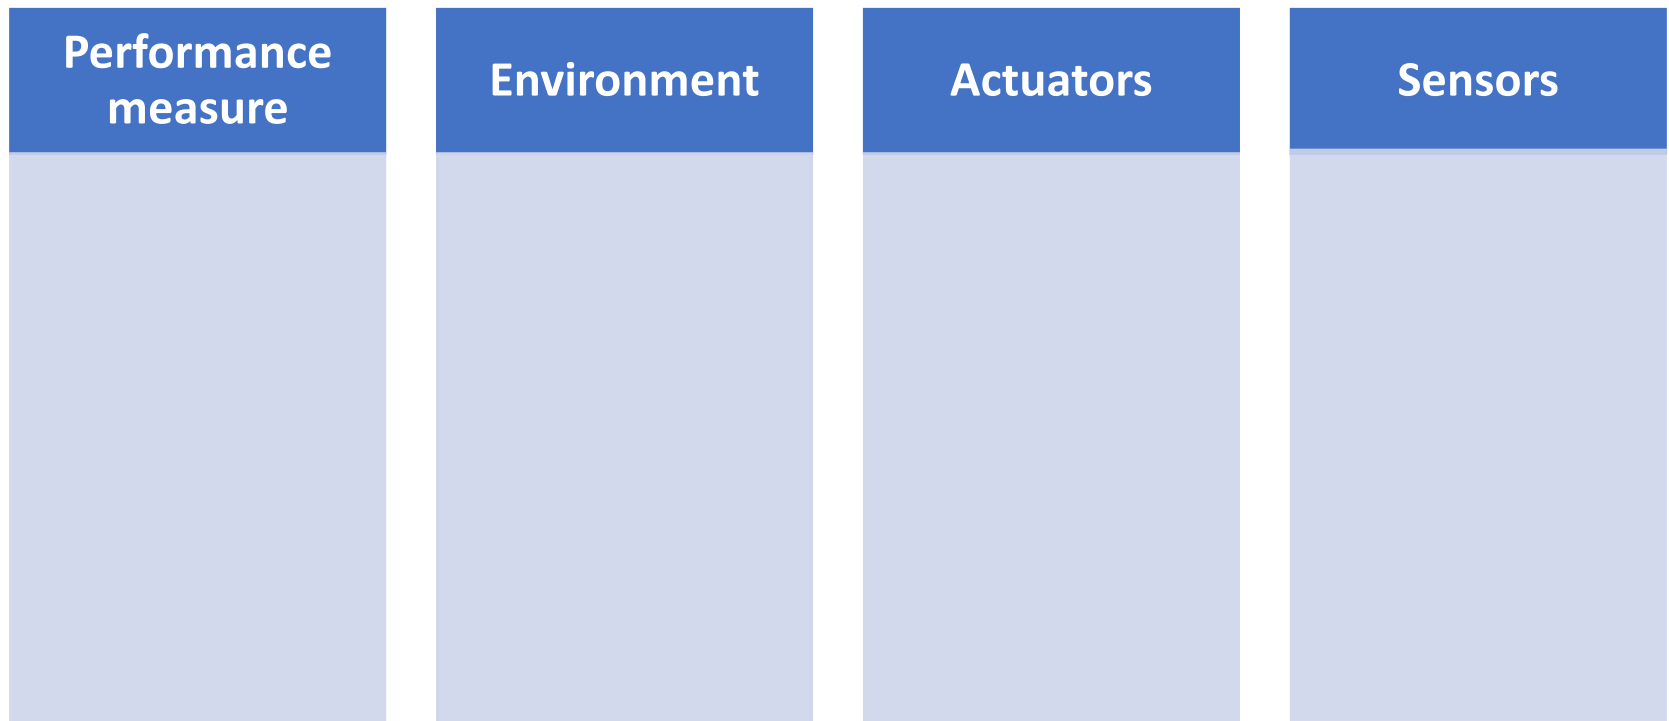 Performance
measure
Environment
Actuators
Sensors